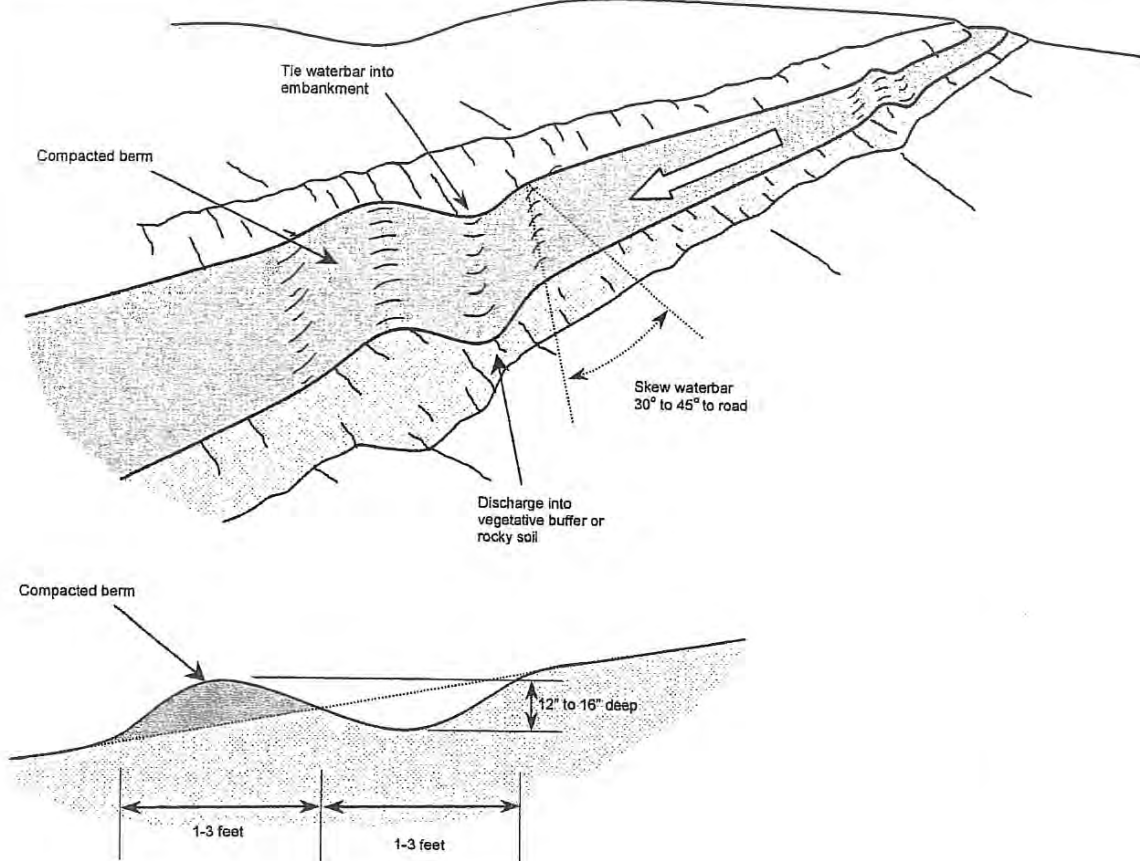 Tie waterbar into
embankment
Compacted berm
Skew waterbar
30° to 45° to road
Discharge into
vegetative buffer or
rocky soil
Compacted berm
12" to 16" deep
1-3 feet
1-3 feet